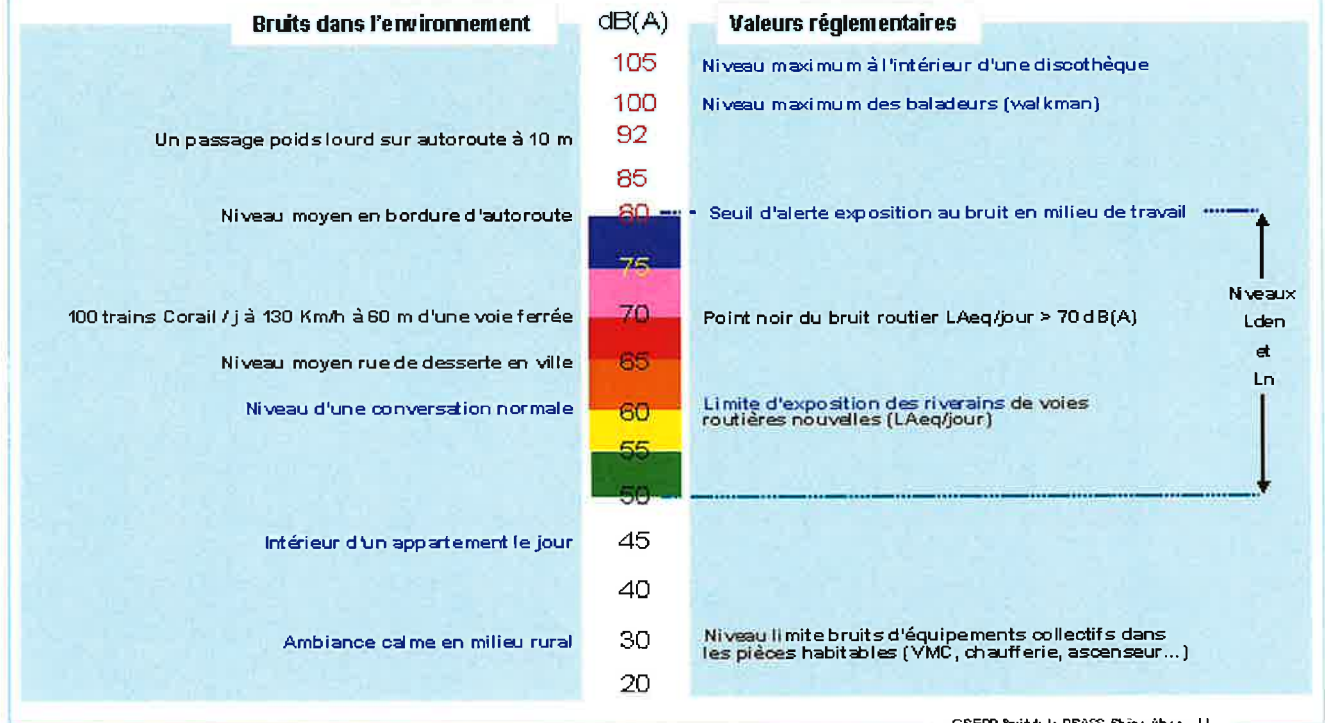 Bruits dans l'environnement
dB(A)
Valeurs réglementaires
105
Niveau maximum à l'intérieur d'une discothèque
100
Niveau maximum des baladeurs (walkman)
Un passage poids lourd sur autoroute à 10 m
92
85
Niveau moyen en bordure d'autoroute
80
Seuil d'alerte exposition au bruit en milieu de travail
75
Niveaux
Lden
et
Ln
100 trains Corail / j à 130 Km/h à 60 m d'une voie ferrée
70
Point noir du bruit routier LAeq/jour > 70 dB(A)
Niveau moyen rue de desserte en ville
65
Niveau d'une conversation normale
60
Limite d'exposition des riverains de voies
routières nouvelles (LAeq/jour)
55
50
Intérieur d'un appartement le jour
45
40
Ambiance calme en milieu rural
30
Niveau limite bruits d'équipements collectifs dans
les pièces habitables (VMC, chaufferie, ascenseur...)
20